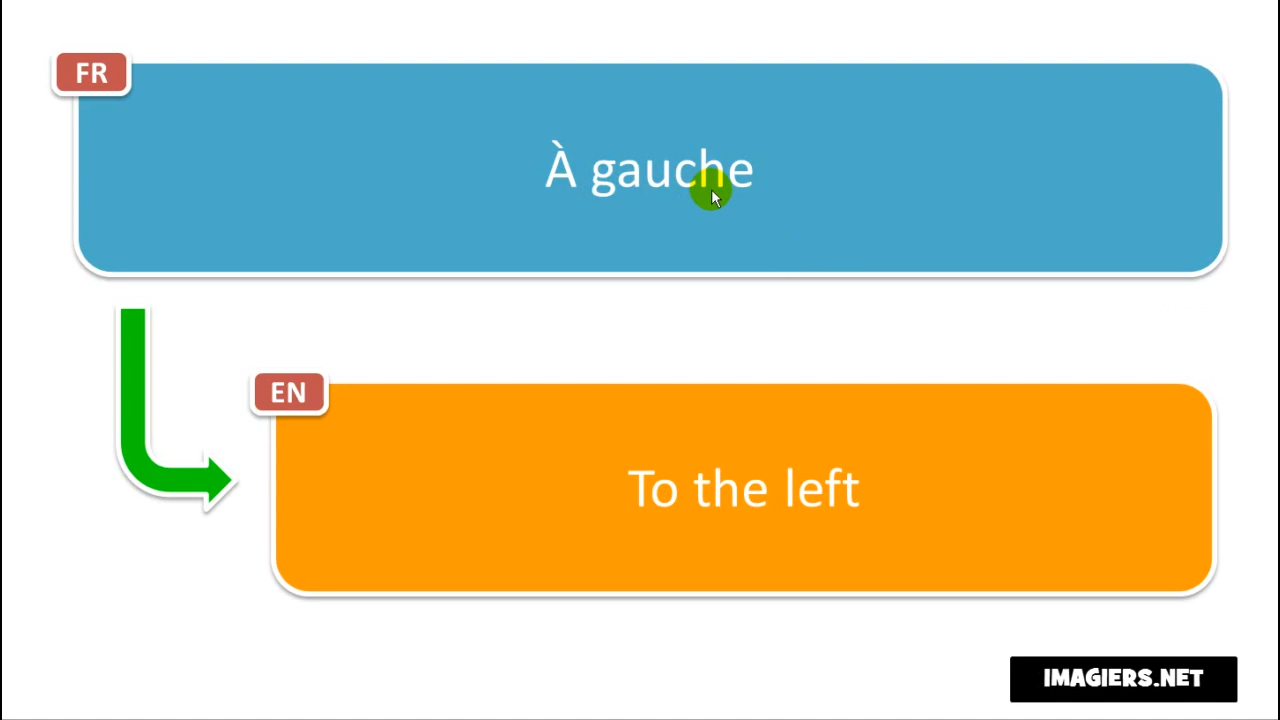 FR
À gauche
EN
To the left
IMAGIERS.NET